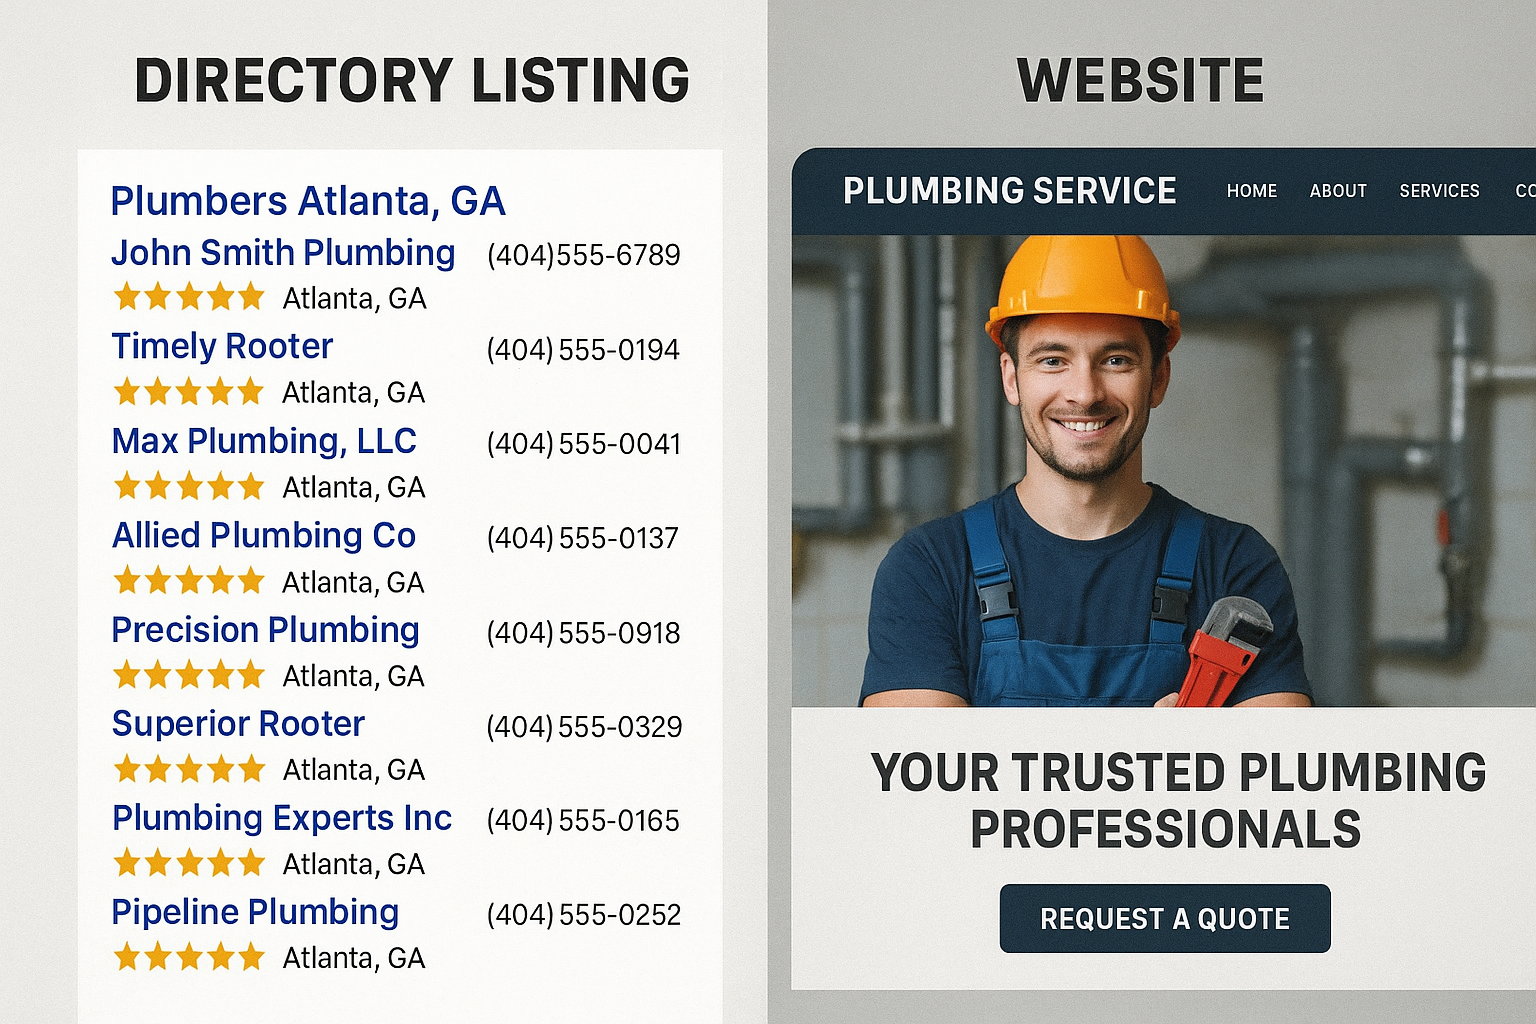 DIRECTORY LISTING
Plumbers Atlanta, GA
John Smith Plumbing (404)555-6789
Atlanta, GA
Timely Rooter (404) 555-0194
Atlanta, GA
Max Plumbing, LLC (404) 555-0041
Atlanta, GA
Allied Plumbing Co (404) 555-0137
Atlanta, GA
Precision Plumbing (404) 555-0918
Atlanta, GA
Superior Rooter (404) 555-0329
Atlanta, GA
Plumbing Experts Inc (404) 555-0165
Atlanta, GA
Pipeline Plumbing (404) 555-0252
Atlanta, GA
WEBSITE
PLUMBING SERVICE HOME ABOUT SERVICES
YOUR TRUSTED PLUMBING
PROFESSIONALS
REQUEST A QUOTE